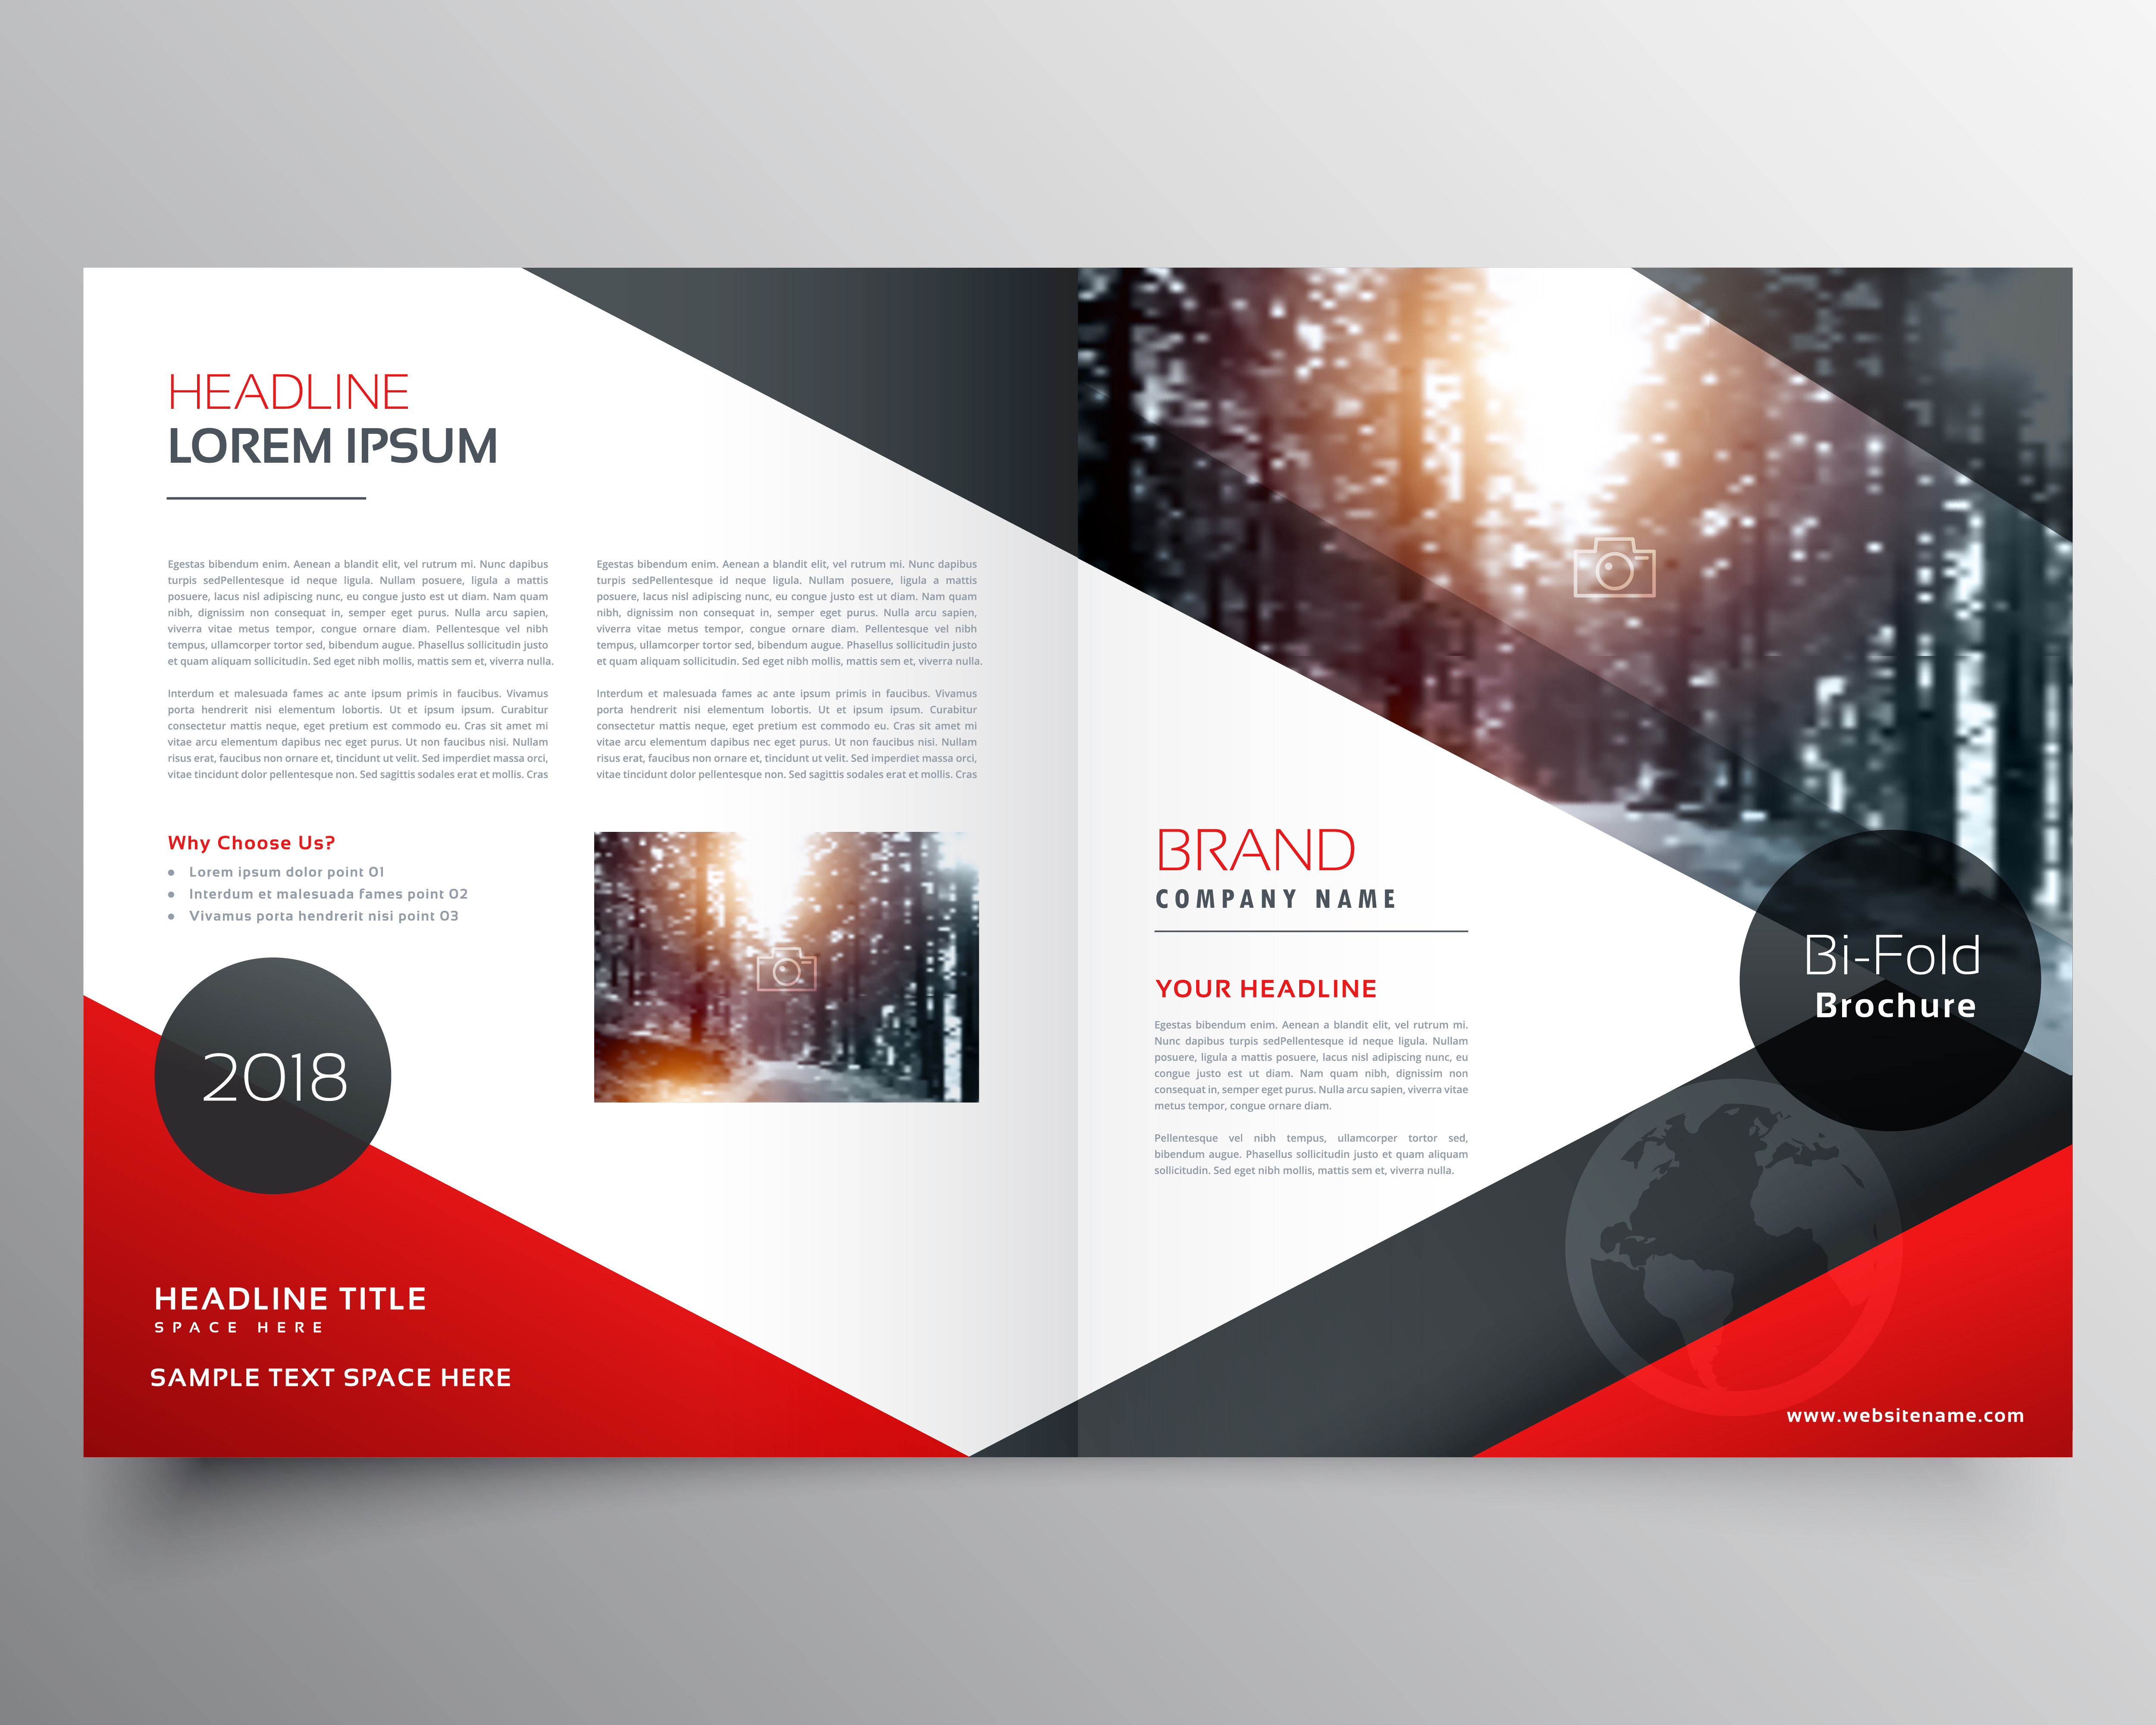 HEADLINE
LOREM IPSUM
Egestas bibendum enim. Aenean a blandit elit, vel rutrum mi. Nunc dapibus
turpis sedPellentesque id neque ligula. Nullam posuere, ligula a mattis
posuere, lacus nisl adipiscing nunc, eu congue justo est ut diam. Nam quam
nibh, dignissim non consequat in, semper eget purus. Nulla arcu sapien,
viverra vitae metus tempor, congue ornare diam. Pellentesque vel nibh
tempus, ullamcorper tortor sed, bibendum augue. Phasellus sollicitudin justo
et quam aliquam sollicitudin. Sed eget nibh mollis, mattis sem et, viverra nulla.
Interdum et malesuada fames ac ante ipsum primis in faucibus. Vivamus
porta hendrerit nisi elementum lobortis. Ut et ipsum ipsum. Curabitur
consectetur mattis neque, eget pretium est commodo eu. Cras sit amet mi
vitae arcu elementum dapibus nec eget purus. Ut non faucibus nisi. Nullam
risus erat, faucibus non ornare et, tincidunt ut velit. Sed imperdiet massa orci,
vitae tincidunt dolor pellentesque non. Sed sagittis sodales erat et mollis. Cras
Egestas bibendum enim. Aenean a blandit elit, vel rutrum mi. Nunc dapibus
turpis sedPellentesque id neque ligula. Nullam posuere, ligula a mattis
posuere, lacus nisl adipiscing nunc, eu congue justo est ut diam. Nam quam
nibh, dignissim non consequat in, semper eget purus. Nulla arcu sapien,
viverra vitae metus tempor, congue ornare diam. Pellentesque vel nibh
tempus, ullamcorper tortor sed, bibendum augue. Phasellus sollicitudin justo
et quam aliquam sollicitudin. Sed eget nibh mollis, mattis sem et, viverra nulla.
Interdum et malesuada fames ac ante ipsum primis in faucibus. Vivamus
porta hendrerit nisi elementum lobortis. Ut et ipsum ipsum. Curabitur
consectetur mattis neque, eget pretium est commodo eu. Cras sit amet mi
vitae arcu elementum dapibus nec eget purus. Ut non faucibus nisi. Nullam
risus erat, faucibus non ornare et, tincidunt ut velit. Sed imperdiet massa orci,
vitae tincidunt dolor pellentesque non. Sed sagittis sodales erat et mollis. Cras
Why Choose Us?
● Lorem ipsum dolor point 01
● Interdum et malesuada fames point 02
● Vivamus porta hendrerit nisi point 03
2018
HEADLINE TITLE
SPACE HERE
SAMPLE TEXT SPACE HERE
BRAND
COMPANY NAME
YOUR HEADLINE
Egestas bibendum enim. Aenean a blandit elit, vel rutrum mi.
Nunc dapibus turpis sedPellentesque id neque ligula. Nullam
posuere, ligula a mattis posuere, lacus nisl adipiscing nunc, eu
congue justo est ut diam. Nam quam nibh, dignissim non
consequat in, semper eget purus. Nulla arcu sapien, viverra vitae
metus tempor, congue ornare diam.
Pellentesque vel nibh tempus, ullamcorper tortor sed,
bibendum augue. Phasellus sollicitudin justo et quam aliquam
sollicitudin. Sed eget nibh mollis, mattis sem et, viverra nulla.
Bi-Fold
Brochure
www.websitename.com